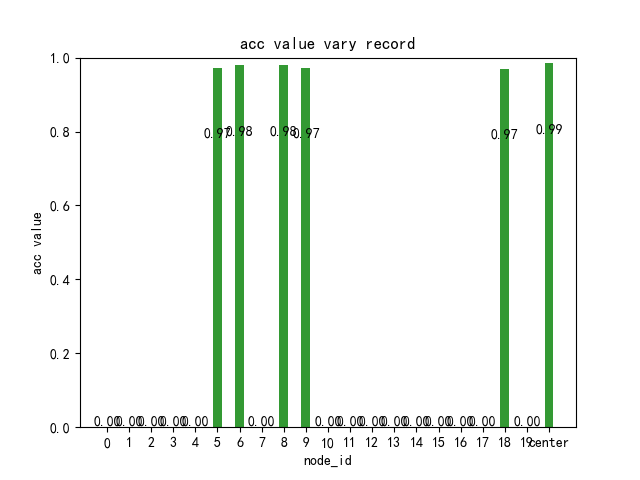 acc value vary record
1.0
0.8
0.6
0.4
0.2
0.0
acc value
0.97 0.98 0.98 0.97 0.97 0.99
0.00 0.00 0.00 0.00 0.00 0.00 0.00 0.00 0.00 0.00 0.00 0.00 0.00 0.00 0.00
0 1 2 3 4 5 6 7 8 9 10 11 12 13 14 15 16 17 18 19 center
node_id